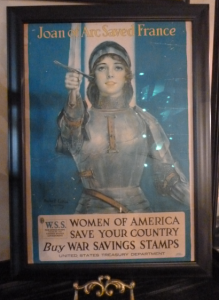 Joan of Arc Saved France
W.S.S.
WOMEN OF AMERICA
SAVE YOUR COUNTRY
Buy WAR SAVINGS STAMPS
UNITED STATES TREASURY DEPARTMENT